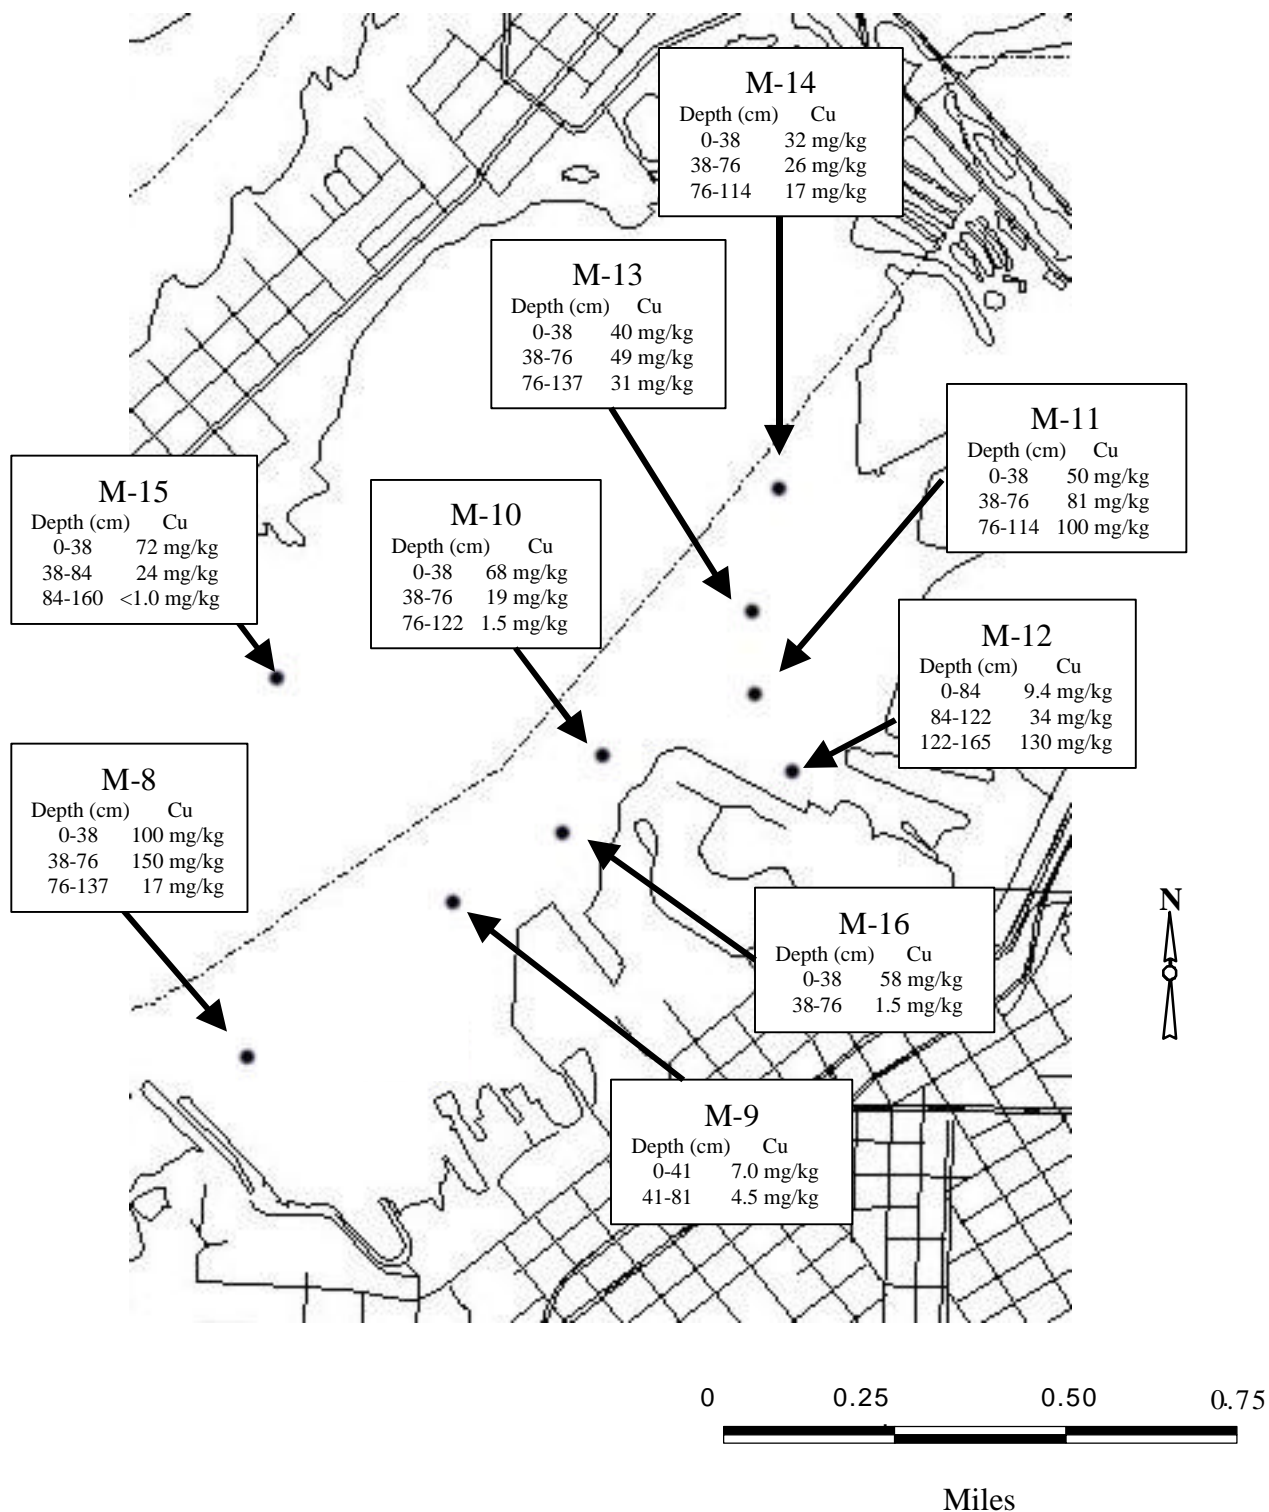 M-14
Depth (cm) Cu
0-38 32 mg/kg
38-76 26 mg/kg
76-114 17 mg/kg
M-13
Depth (cm) Cu
0-38 40 mg/kg
38-76 49 mg/kg
76-137 31 mg/kg
M-11
Depth (cm) Cu
0-38 50 mg/kg
38-76 81 mg/kg
76-114 100 mg/kg
M-15
Depth (cm) Cu
0-38 72 mg/kg
38-84 24 mg/kg
84-160 <1.0 mg/kg
M-10
Depth (cm) Cu
0-38 68 mg/kg
38-76 19 mg/kg
76-122 1.5 mg/kg
M-12
Depth (cm) Cu
0-84 9.4 mg/kg
84-122 34 mg/kg
122-165 130 mg/kg
M-8
Depth (cm) Cu
0-38 100 mg/kg
38-76 150 mg/kg
76-137 17 mg/kg
M-16
Depth (cm) Cu
0-38 58 mg/kg
38-76 1.5 mg/kg
N
M-9
Depth (cm) Cu
0-41 7.0 mg/kg
41-81 4.5 mg/kg
0 0.25 0.50 0.75
Miles